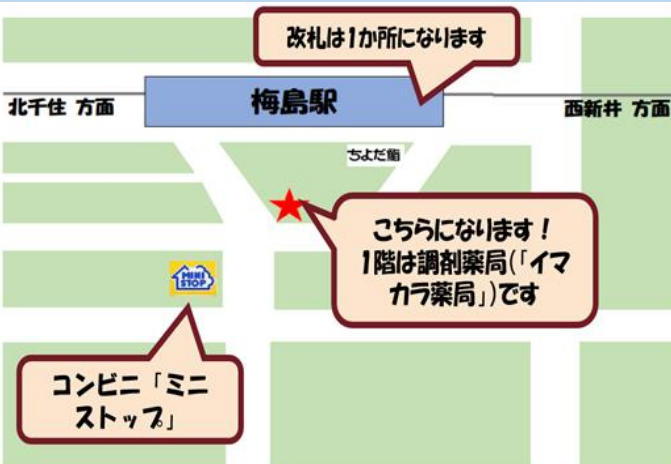 改札は1か所になります
梅島駅
北千住 方面
西新井 方面
ちよだ鮨
こちらになります!
1階は調剤薬局(「イマ
カラ薬局」)です
MINI
STOP
コンビニ「ミニ
ストップ」